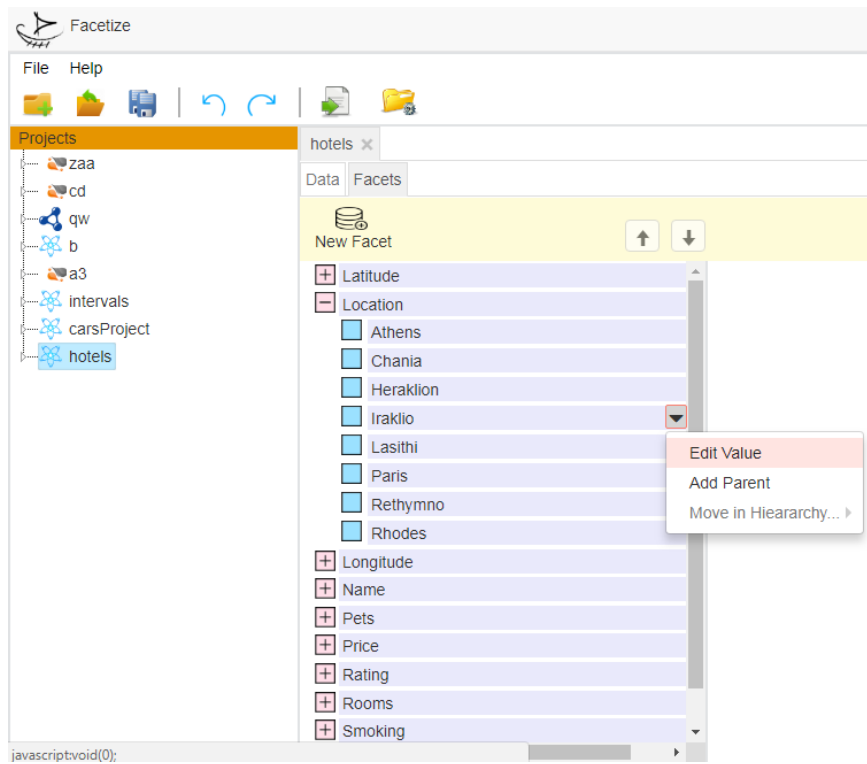 Facetize
File Help
Projects
zaa
cd
qw
b
a3
intervals
carsProject
hotels
hotels
Data Facets
New Facet
Latitude
Location
Athens
Chania
Heraklion
Iraklio
Lasithi
Paris
Rethymno
Rhodes
Longitude
Name
Pets
Price
Rating
Rooms
Smoking
Edit Value
Add Parent
Move in Hieararchy...
javascript:void(0);